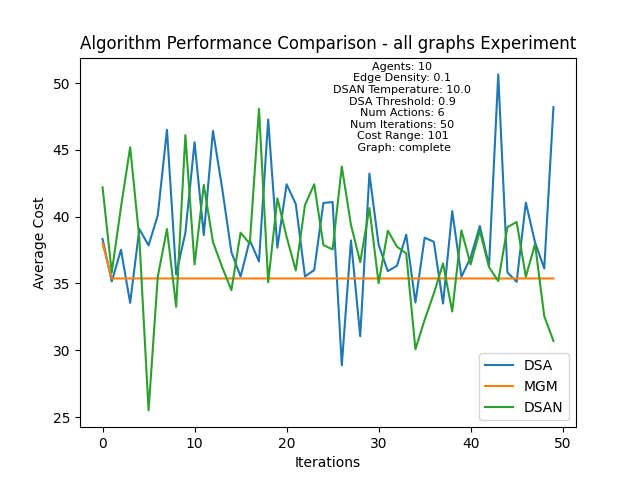 Algorithm Performance Comparison - all graphs Experiment
Agents: 10
Edge Density: 0.1
DSAN Temperature: 10.0
DSA Threshold: 0.9
Num Actions: 6
Num Iterations: 50
Cost Range: 101
Graph: complete
Average Cost
50
45
40
35
30
25
DSA
MGM
DSAN
0 10 20 30 40 50
Iterations